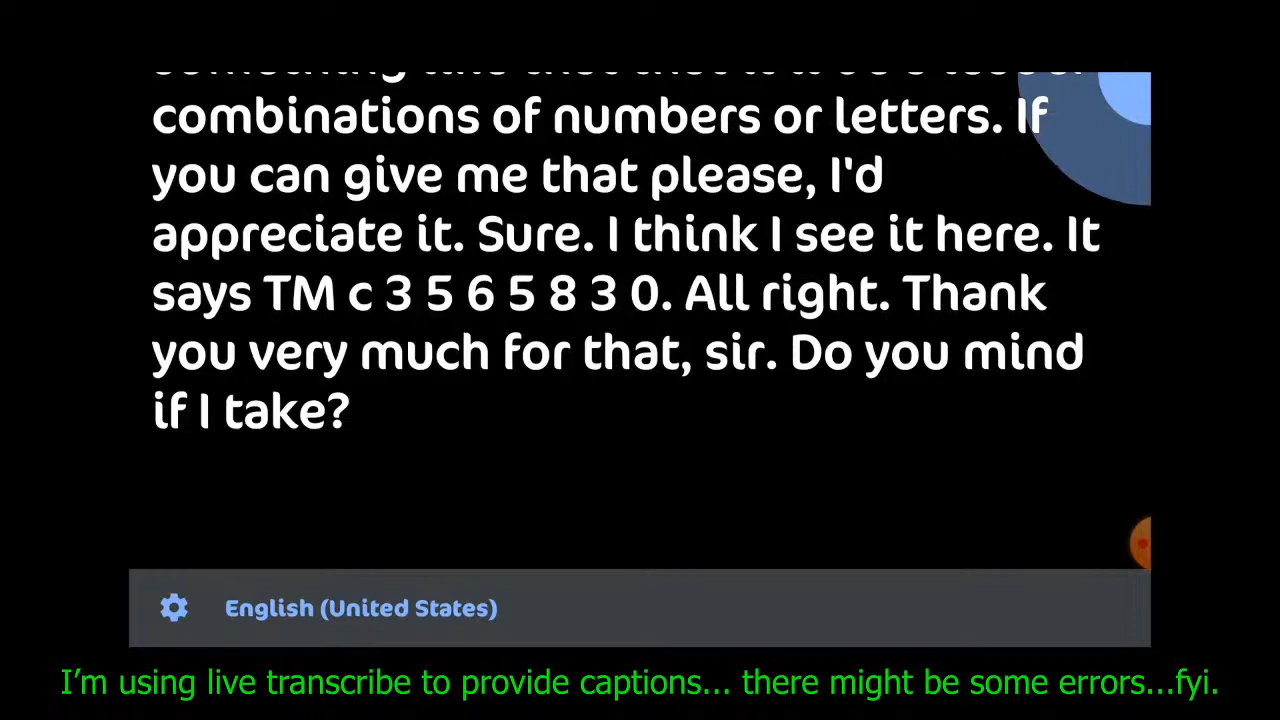 combinations of numbers or letters. If
you can give me that please, I'd
appreciate it. Sure. I think I see it here. It
says TM c 3 5 6 5 8 3 0. All right. Thank
you very much for that, sir. Do you mind
if I take?
English (United States)
I’m using live transcribe to provide captions... there might be some errors...fyi.